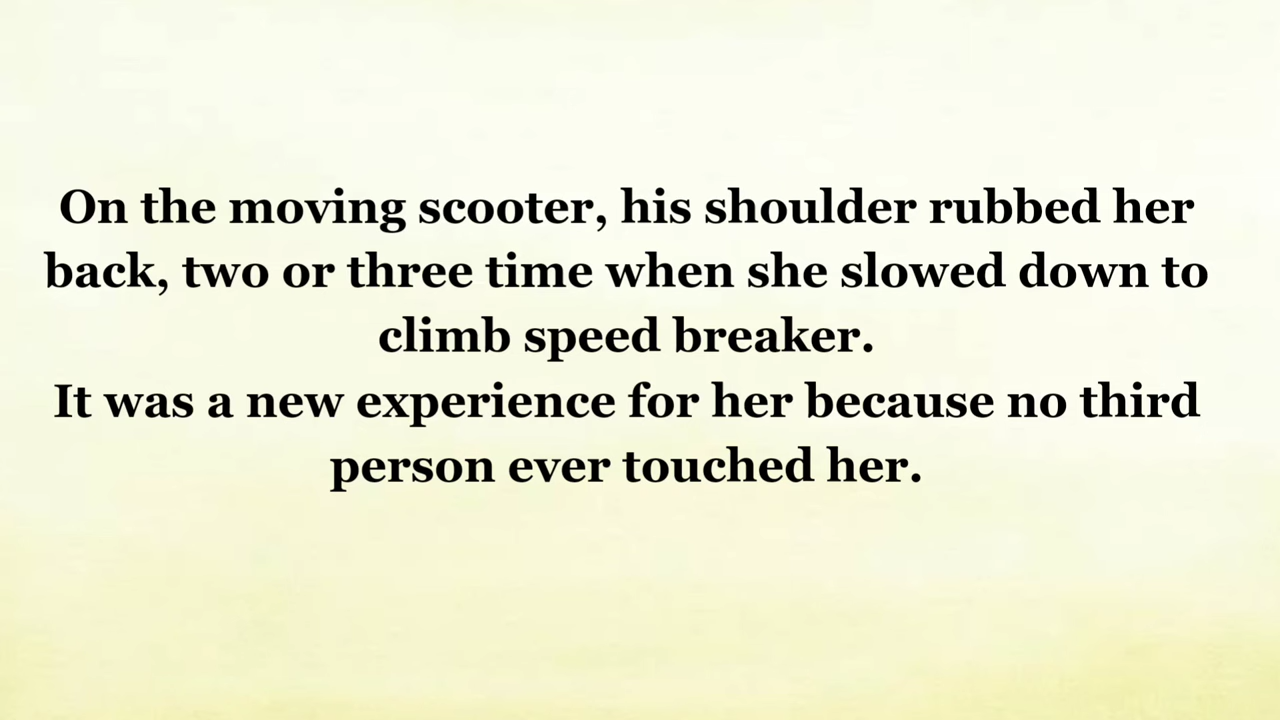 On the moving scooter, his shoulder rubbed her
back, two or three time when she slowed down to
climb speed breaker.
It was a new experience for her because no third
person ever touched her.